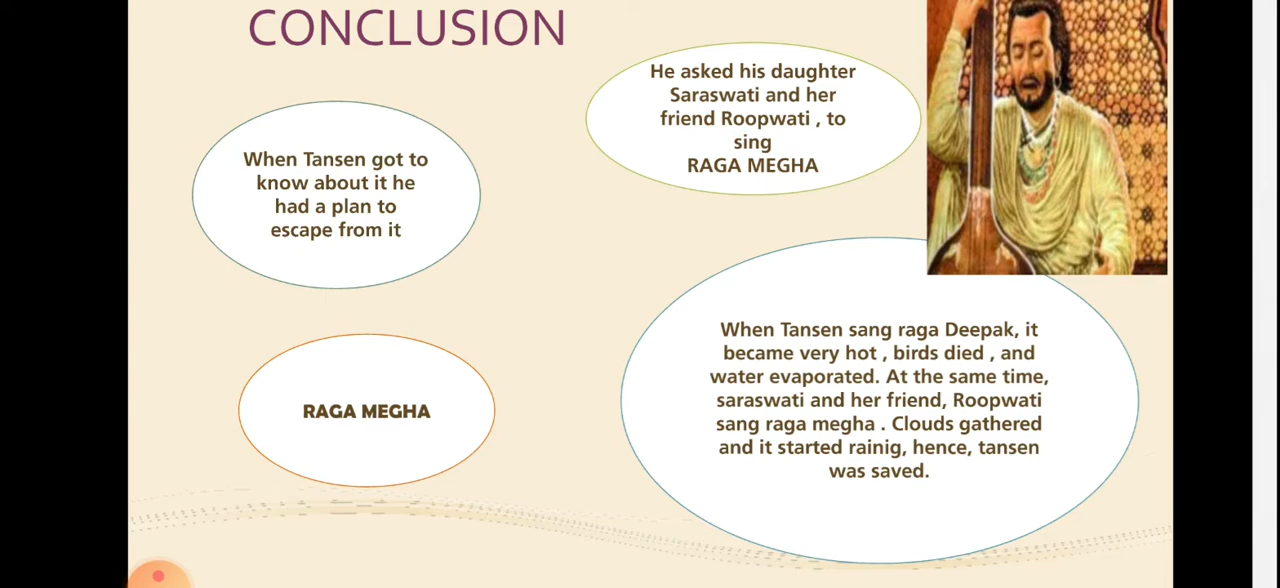 CONCLUSION
When Tansen got to
know about it he
had a plan to
escape from it
He asked his daughter
Saraswati and her
friend Roopwati , to
sing
RAGA MEGHA
RAGA MEGHA
When Tansen sang raga Deepak, it
became very hot , birds died , and
water evaporated. At the same time,
saraswati and her friend, Roopwati
sang raga megha . Clouds gathered
and it started rainig, hence, tansen
was saved.